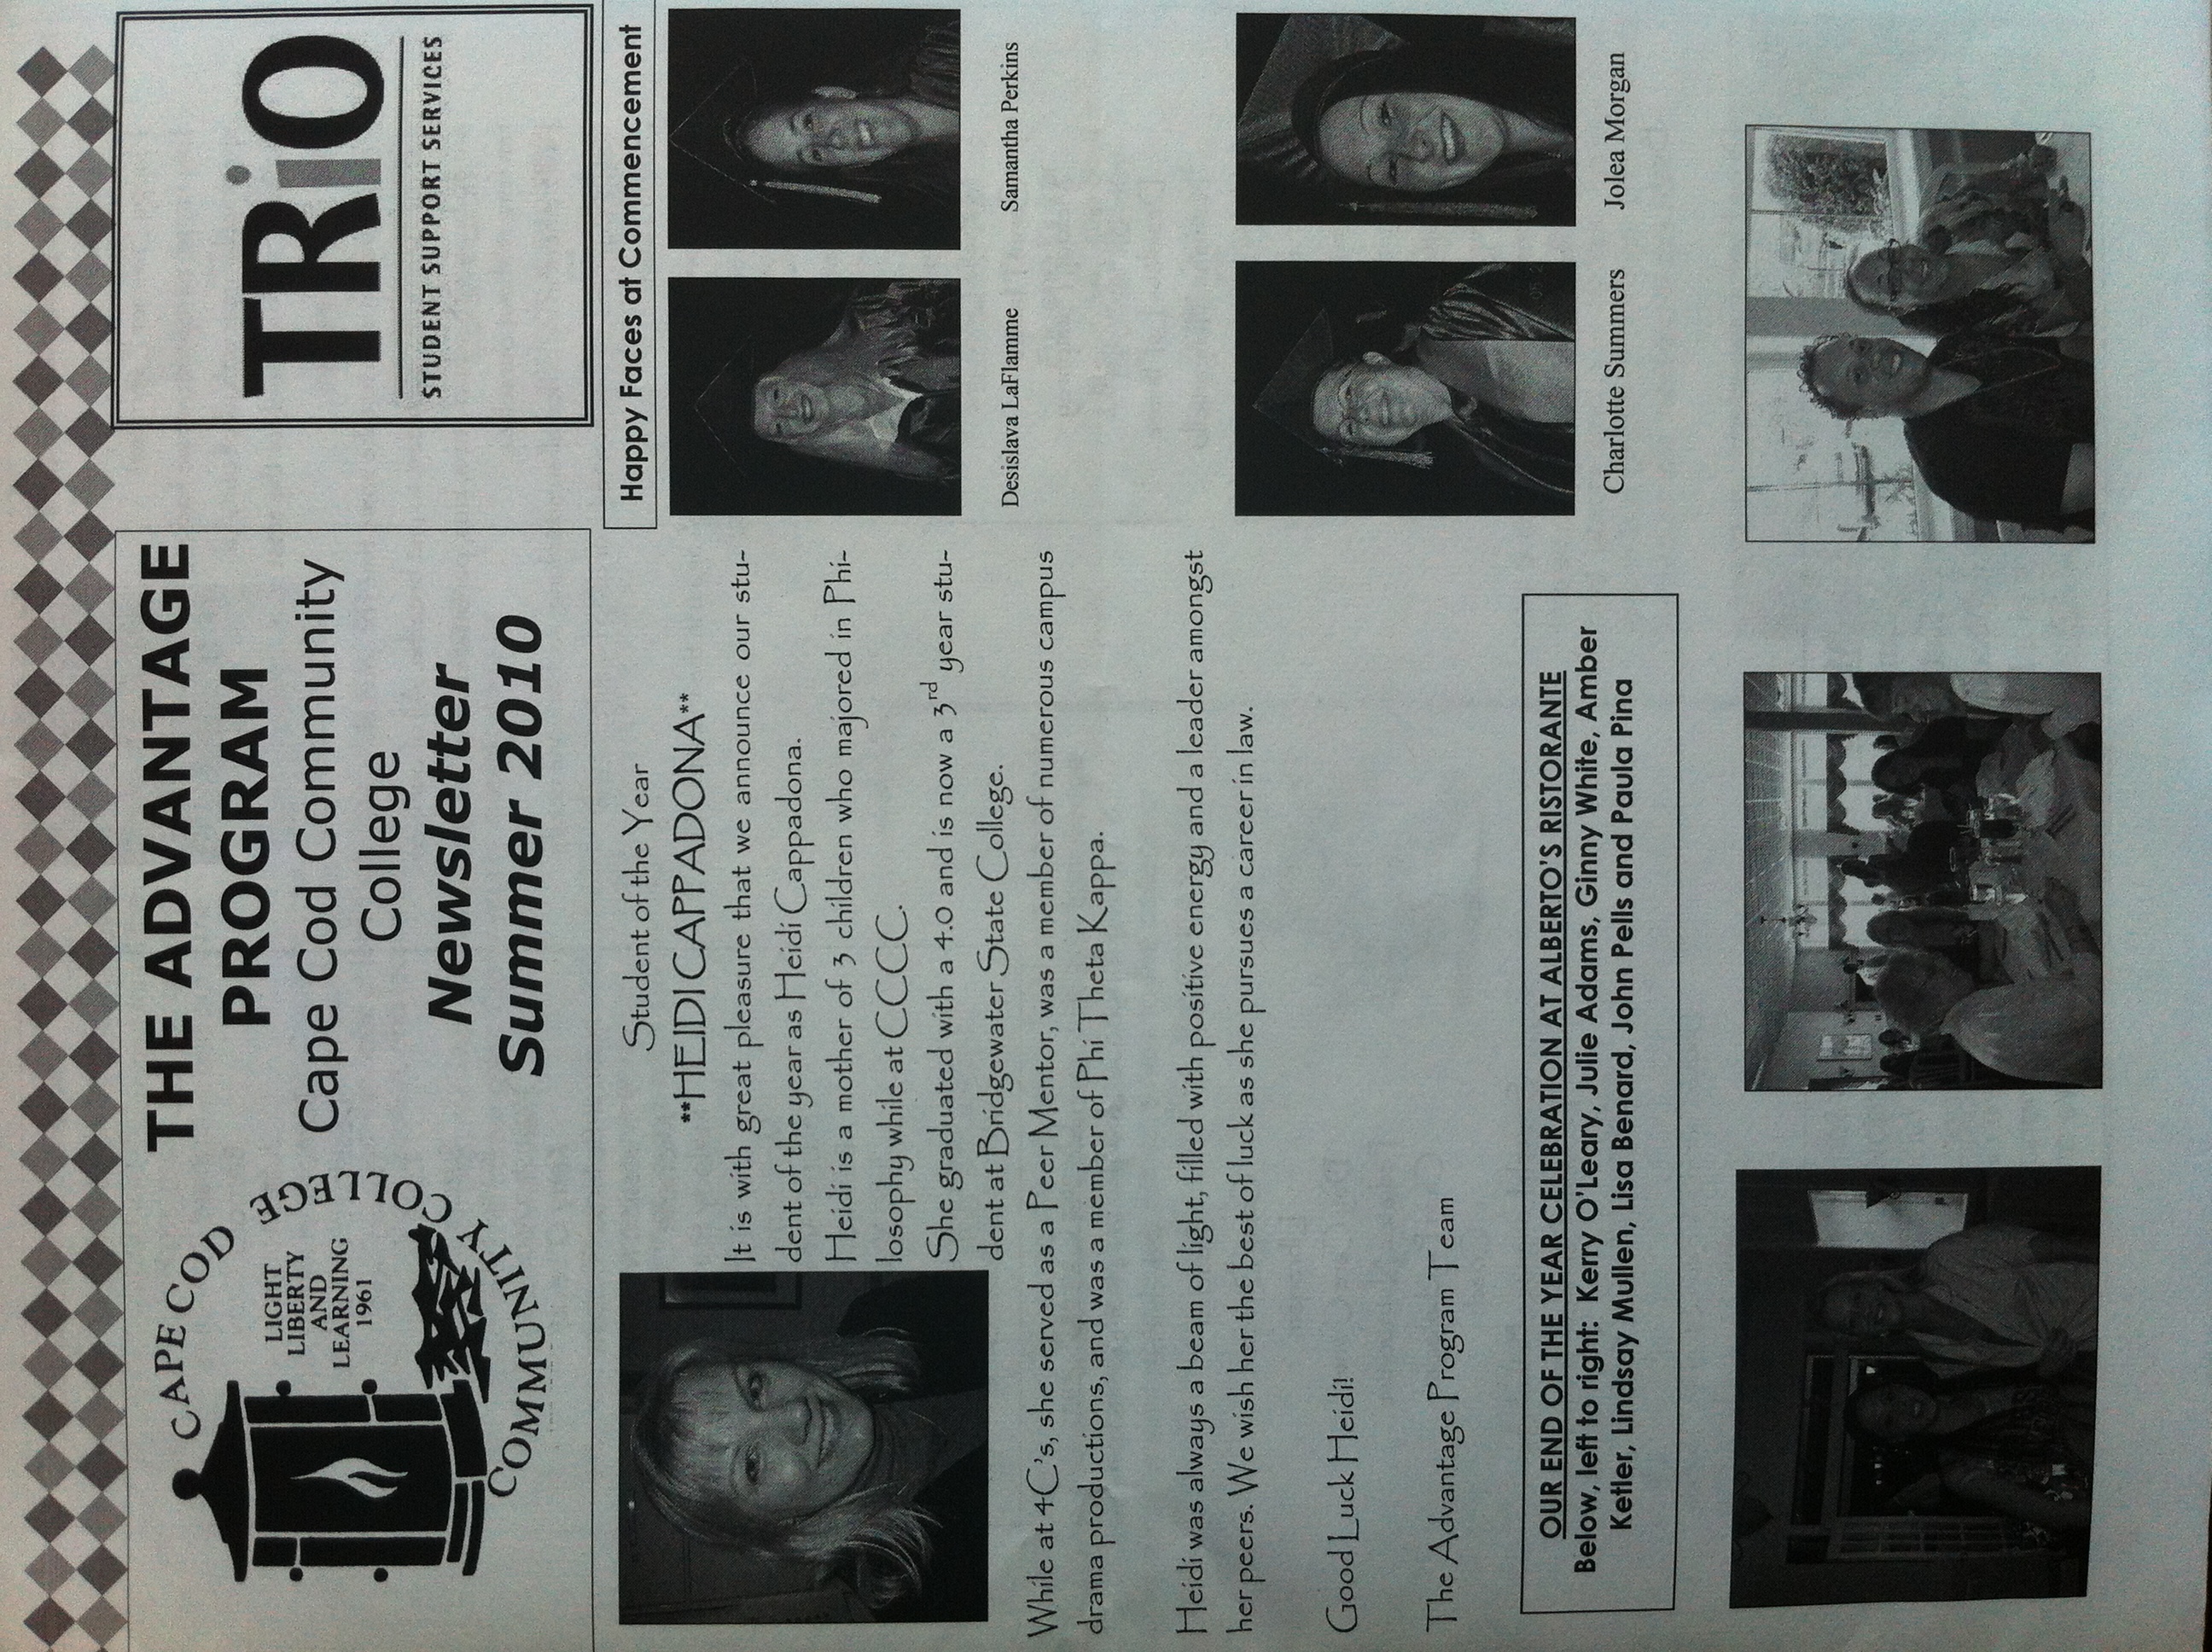 CAPE COD COMMUNITY COLLEGE
LIGHT
LIBERTY
AND
LEARNING
1961
THE ADVANTAGE
PROGRAM
Cape Cod Community
College
Newsletter
Summer 2010
TRiO
STUDENT SUPPORT SERVICES
Student of the Year
**HEIDI CAPPADONA**
It is with great pleasure that we announce our stu-
dent of the year as Heidi Cappadona.
Heidi is a mother of 3 children who majored in Phi-
losophy while at CCCC.
She graduated with a 4.0 and is now a 3rd year stu-
dent at Bridgewater State College.
While at 4C's, she served as a Peer Mentor, was a member of numerous campus
drama productions, and was a member of Phi Theta Kappa.
Heidi was always a beam of light, filled with positive energy and a leader amongst
her peers. We wish her the best of luck as she pursues a career in law.
Good Luck Heidi!
The Advantage Program Team
Happy Faces at Commencement
Desislava LaFlamme
Samantha Perkins
Charlotte Summers
Jolea Morgan
OUR END OF THE YEAR CELEBRATION AT ALBERTO'S RISTORANTE
Below, left to right: Kerry O'Leary, Julie Adams, Ginny White, Amber
Ketler, Lindsay Mullen, Lisa Benard, John Pells and Paula Pina